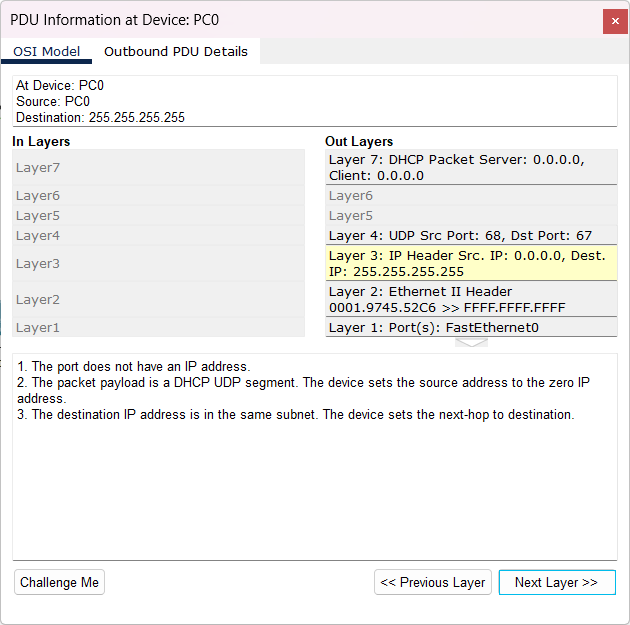 PDU Information at Device: PC0
OSI Model
Outbound PDU Details
At Device: PC0
Source: PC0
Destination: 255.255.255.255
In Layers
Layer7
Layer6
Layer5
Layer4
Layer3
Layer2
Layer1
Out Layers
Layer 7: DHCP Packet Server: 0.0.0.0,
Client: 0.0.0.0
Layer6
Layer5
Layer 4: UDP Src Port: 68, Dst Port: 67
Layer 3: IP Header Src. IP: 0.0.0.0, Dest.
IP: 255.255.255.255
Layer 2: Ethernet II Header
0001.9745.52C6 >> FFFF.FFFF.FFFF
Layer 1: Port(s): FastEthernet0
1. The port does not have an IP address.
2. The packet payload is a DHCP UDP segment. The device sets the source address to the zero IP
address.
3. The destination IP address is in the same subnet. The device sets the next-hop to destination.
Challenge Me
<< Previous Layer
Next Layer >>